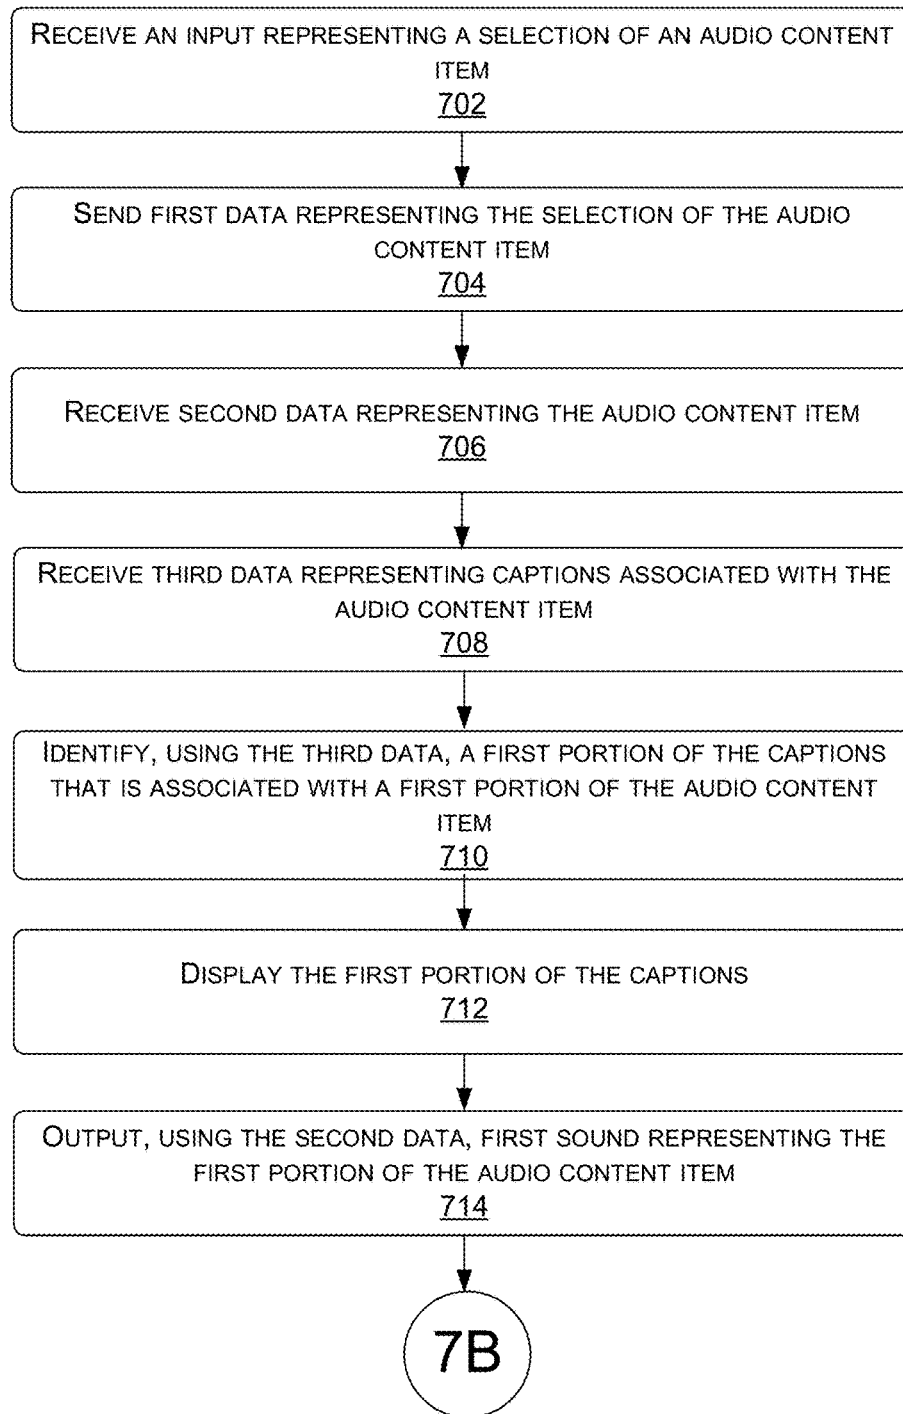 RECEIVE AN INPUT REPRESENTING A SELECTION OF AN AUDIO CONTENT
ITEM
702
SEND FIRST DATA REPRESENTING THE SELECTION OF THE AUDIO
CONTENT ITEM
704
RECEIVE SECOND DATA REPRESENTING THE AUDIO CONTENT ITEM
706
RECEIVE THIRD DATA REPRESENTING CAPTIONS ASSOCIATED WITH THE
AUDIO CONTENT ITEM
708
IDENTIFY, USING THE THIRD DATA, A FIRST PORTION OF THE CAPTIONS
THAT IS ASSOCIATED WITH A FIRST PORTION OF THE AUDIO CONTENT
ITEM
710
DISPLAY THE FIRST PORTION OF THE CAPTIONS
712
OUTPUT, USING THE SECOND DATA, FIRST SOUND REPRESENTING THE
FIRST PORTION OF THE AUDIO CONTENT ITEM
714
7B